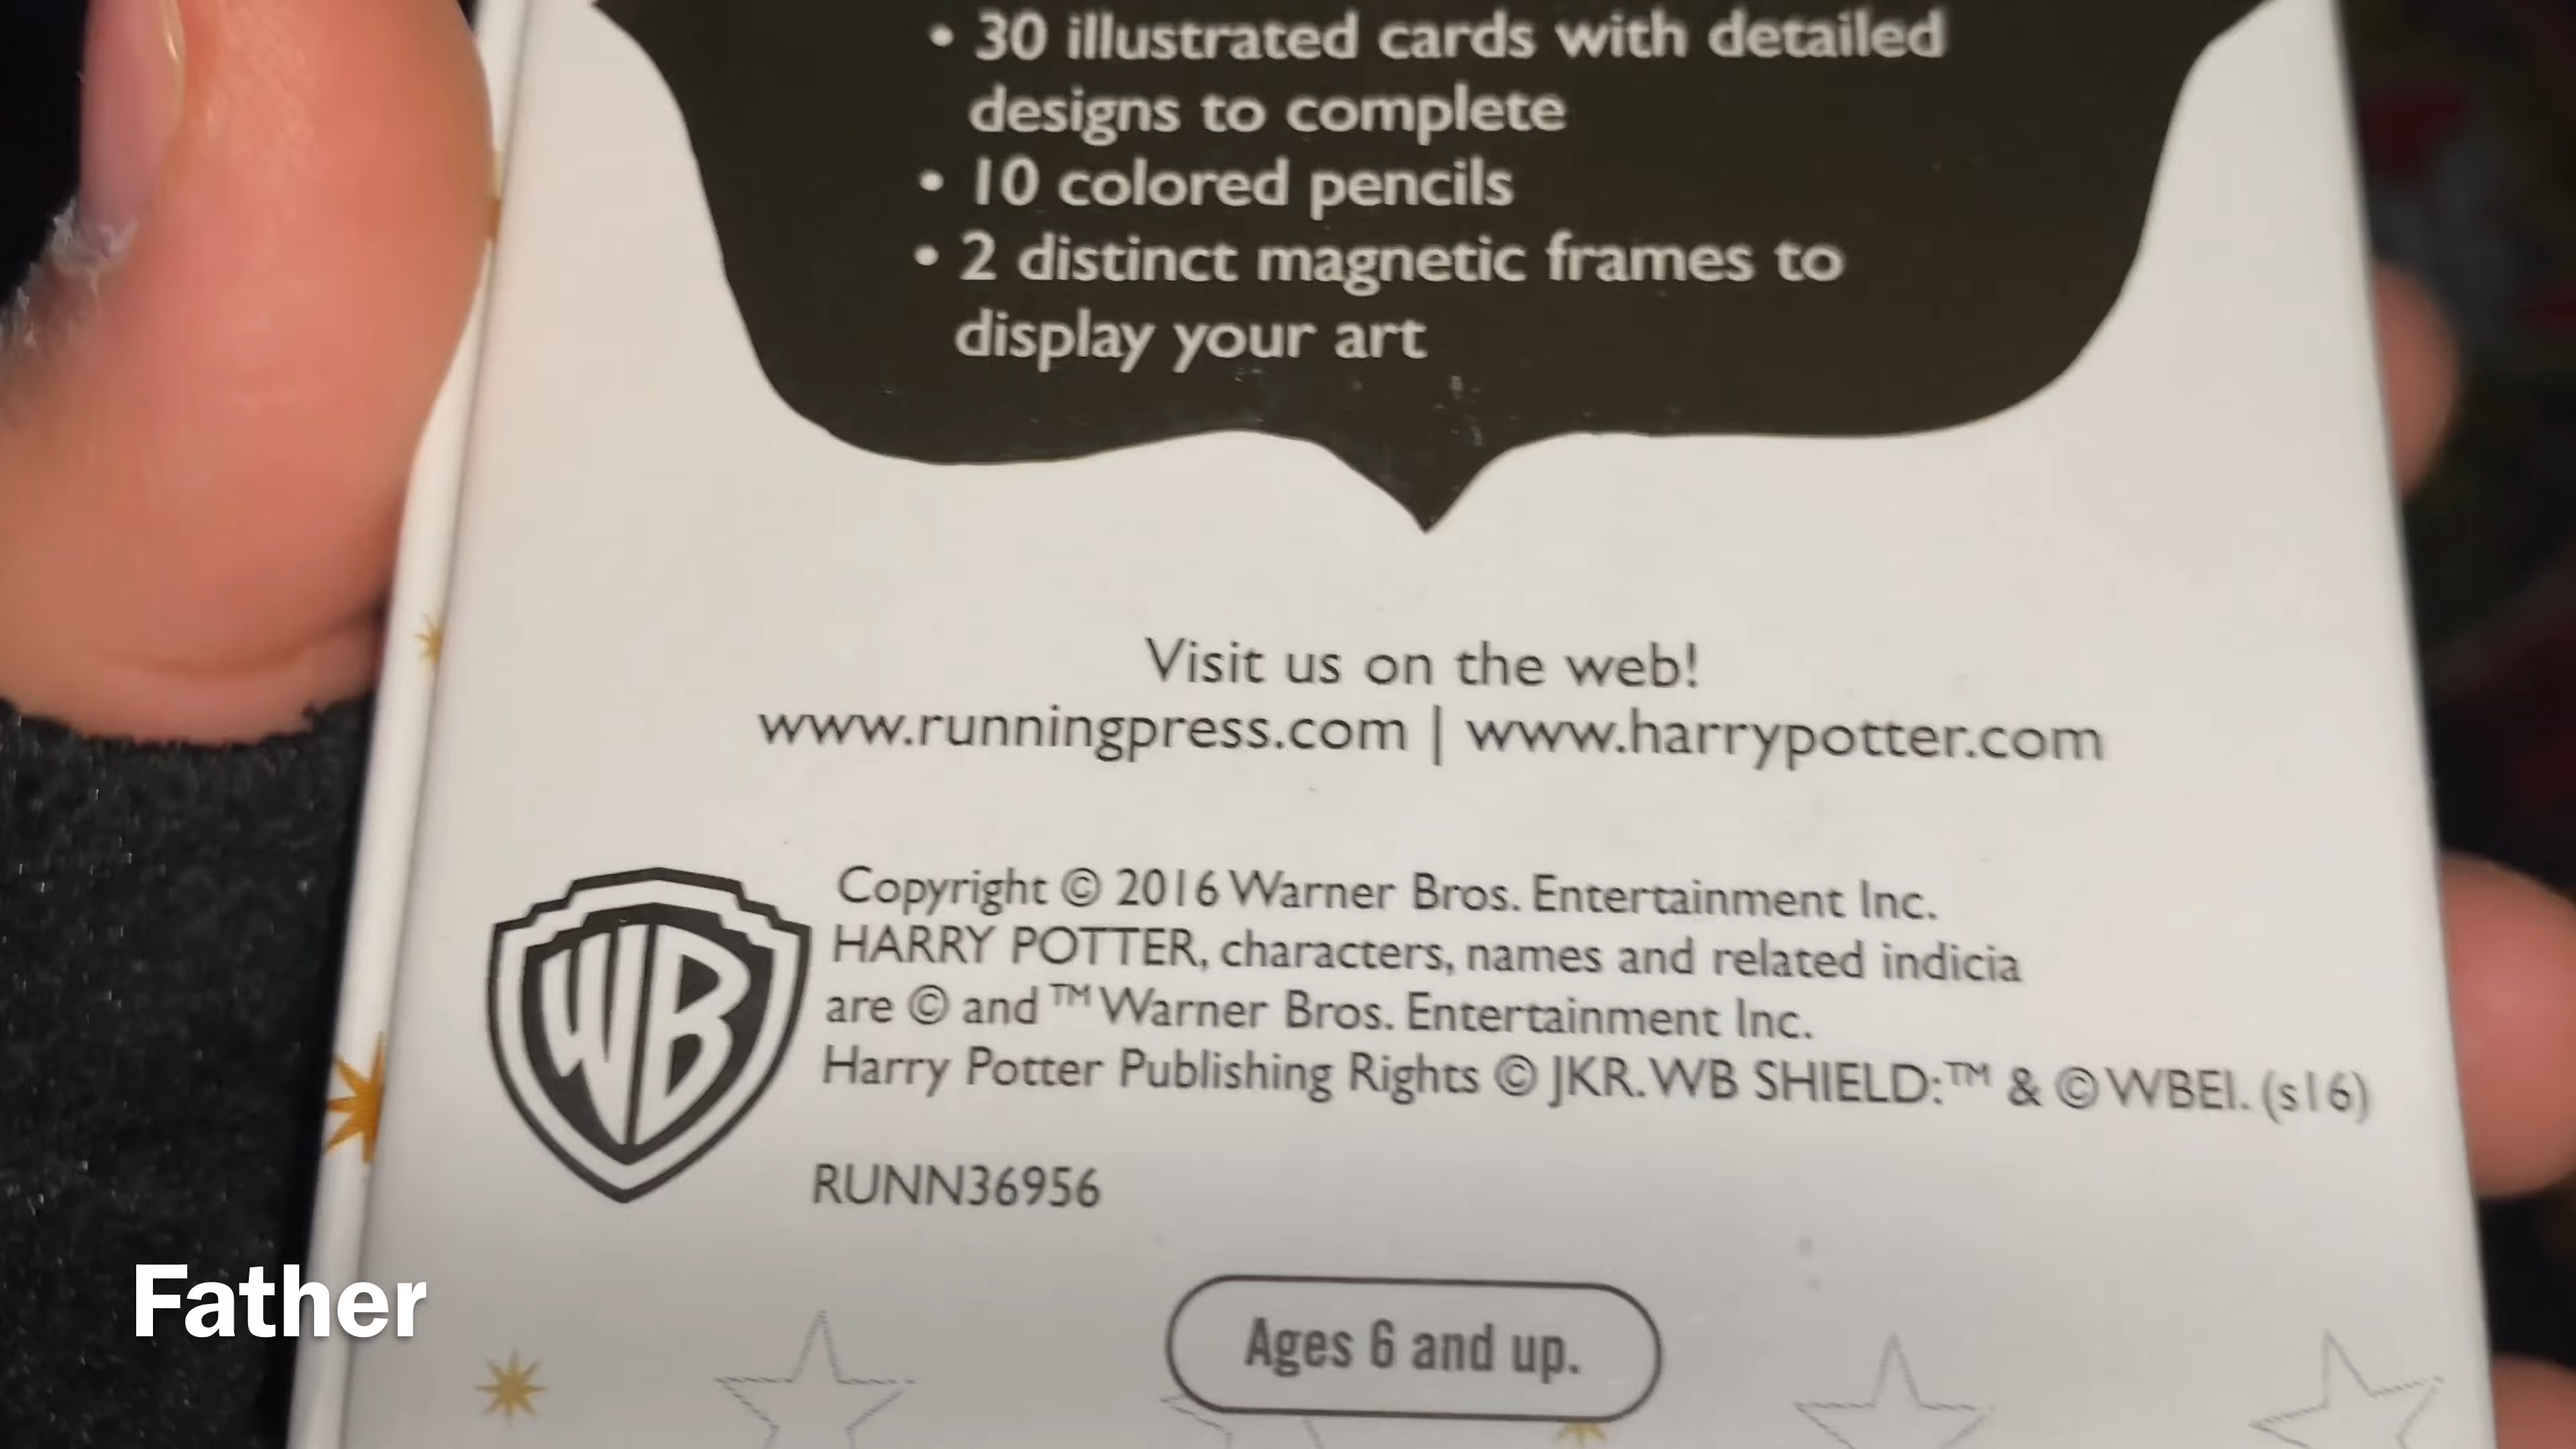 • 30 illustrated cards with detailed
designs to complete
• 10 colored pencils
• 2 distinct magnetic frames to
display your art
Visit us on the web!
www.runningpress.com | www.harrypotter.com
WB
Copyright © 2016 Warner Bros. Entertainment Inc.
HARRY POTTER, characters, names and related indicia
are © and ™ Warner Bros. Entertainment Inc.
Harry Potter Publishing Rights © JKR. WB SHIELD: ™ & © WBEI. (s16)
RUNN36956
Father
Ages 6 and up.